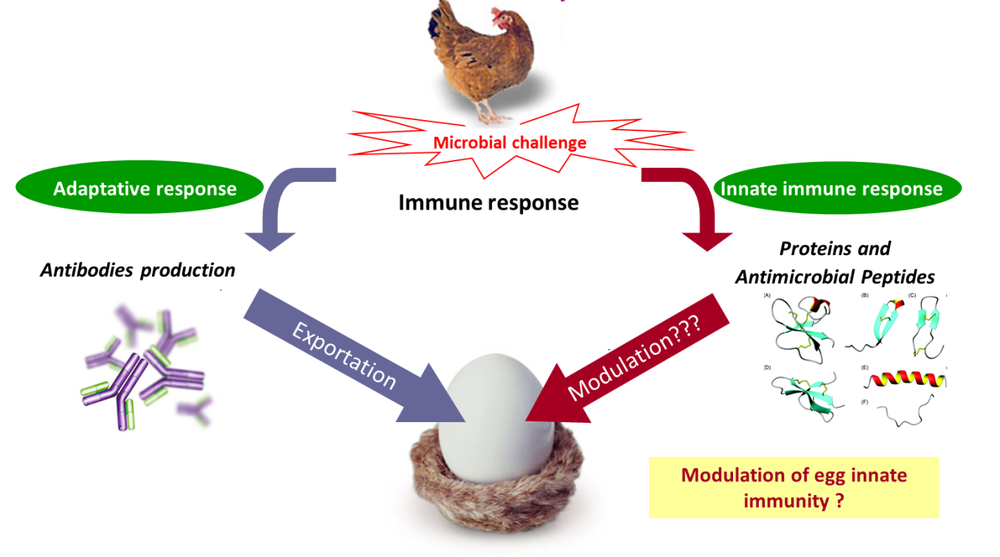 Microbial challenge
Adaptative response
Immune response
Innate immune response
Antibodies production
Proteins and
Antimicrobial Peptides
(A)
(B)
(C)
(D)
(E)
(F)
Exportation
Modulation???
Modulation of egg innate
immunity ?